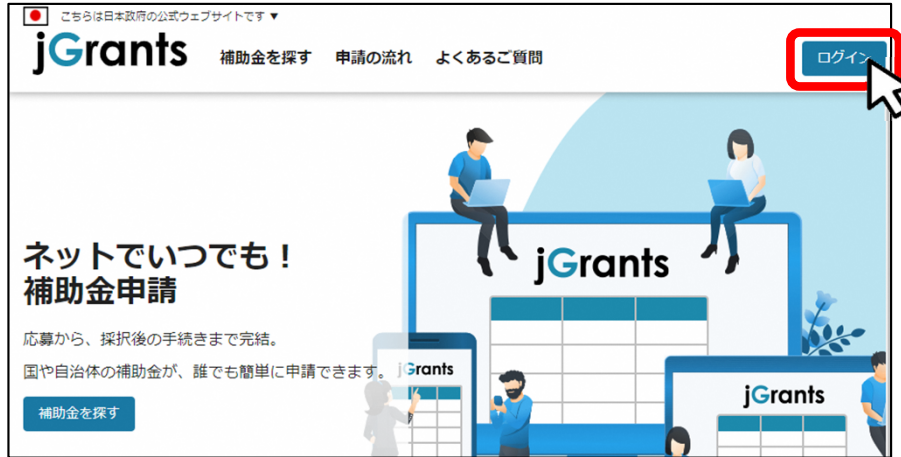 こちらは日本政府の公式ウェブサイトです ▼
jGrants 補助金を探す 申請の流れ よくあるご質問 ログイン
ネットでいつでも！
補助金申請
jGrants
応募から、採択後の手続きまで完結。
国や自治体の補助金が、誰でも簡単に申請できます。
jGrants
jGrants
補助金を探す